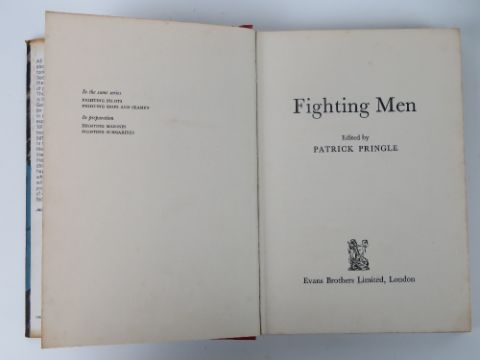 In the same series
FIGHTING PILOTS
FIGHTING SHIPS AND SEAMEN
In preparation
FIGHTING MARINES
FIGHTING SUBMARINES
Fighting Men
Edited by
PATRICK PRINGLE
Evans Brothers Limited, London